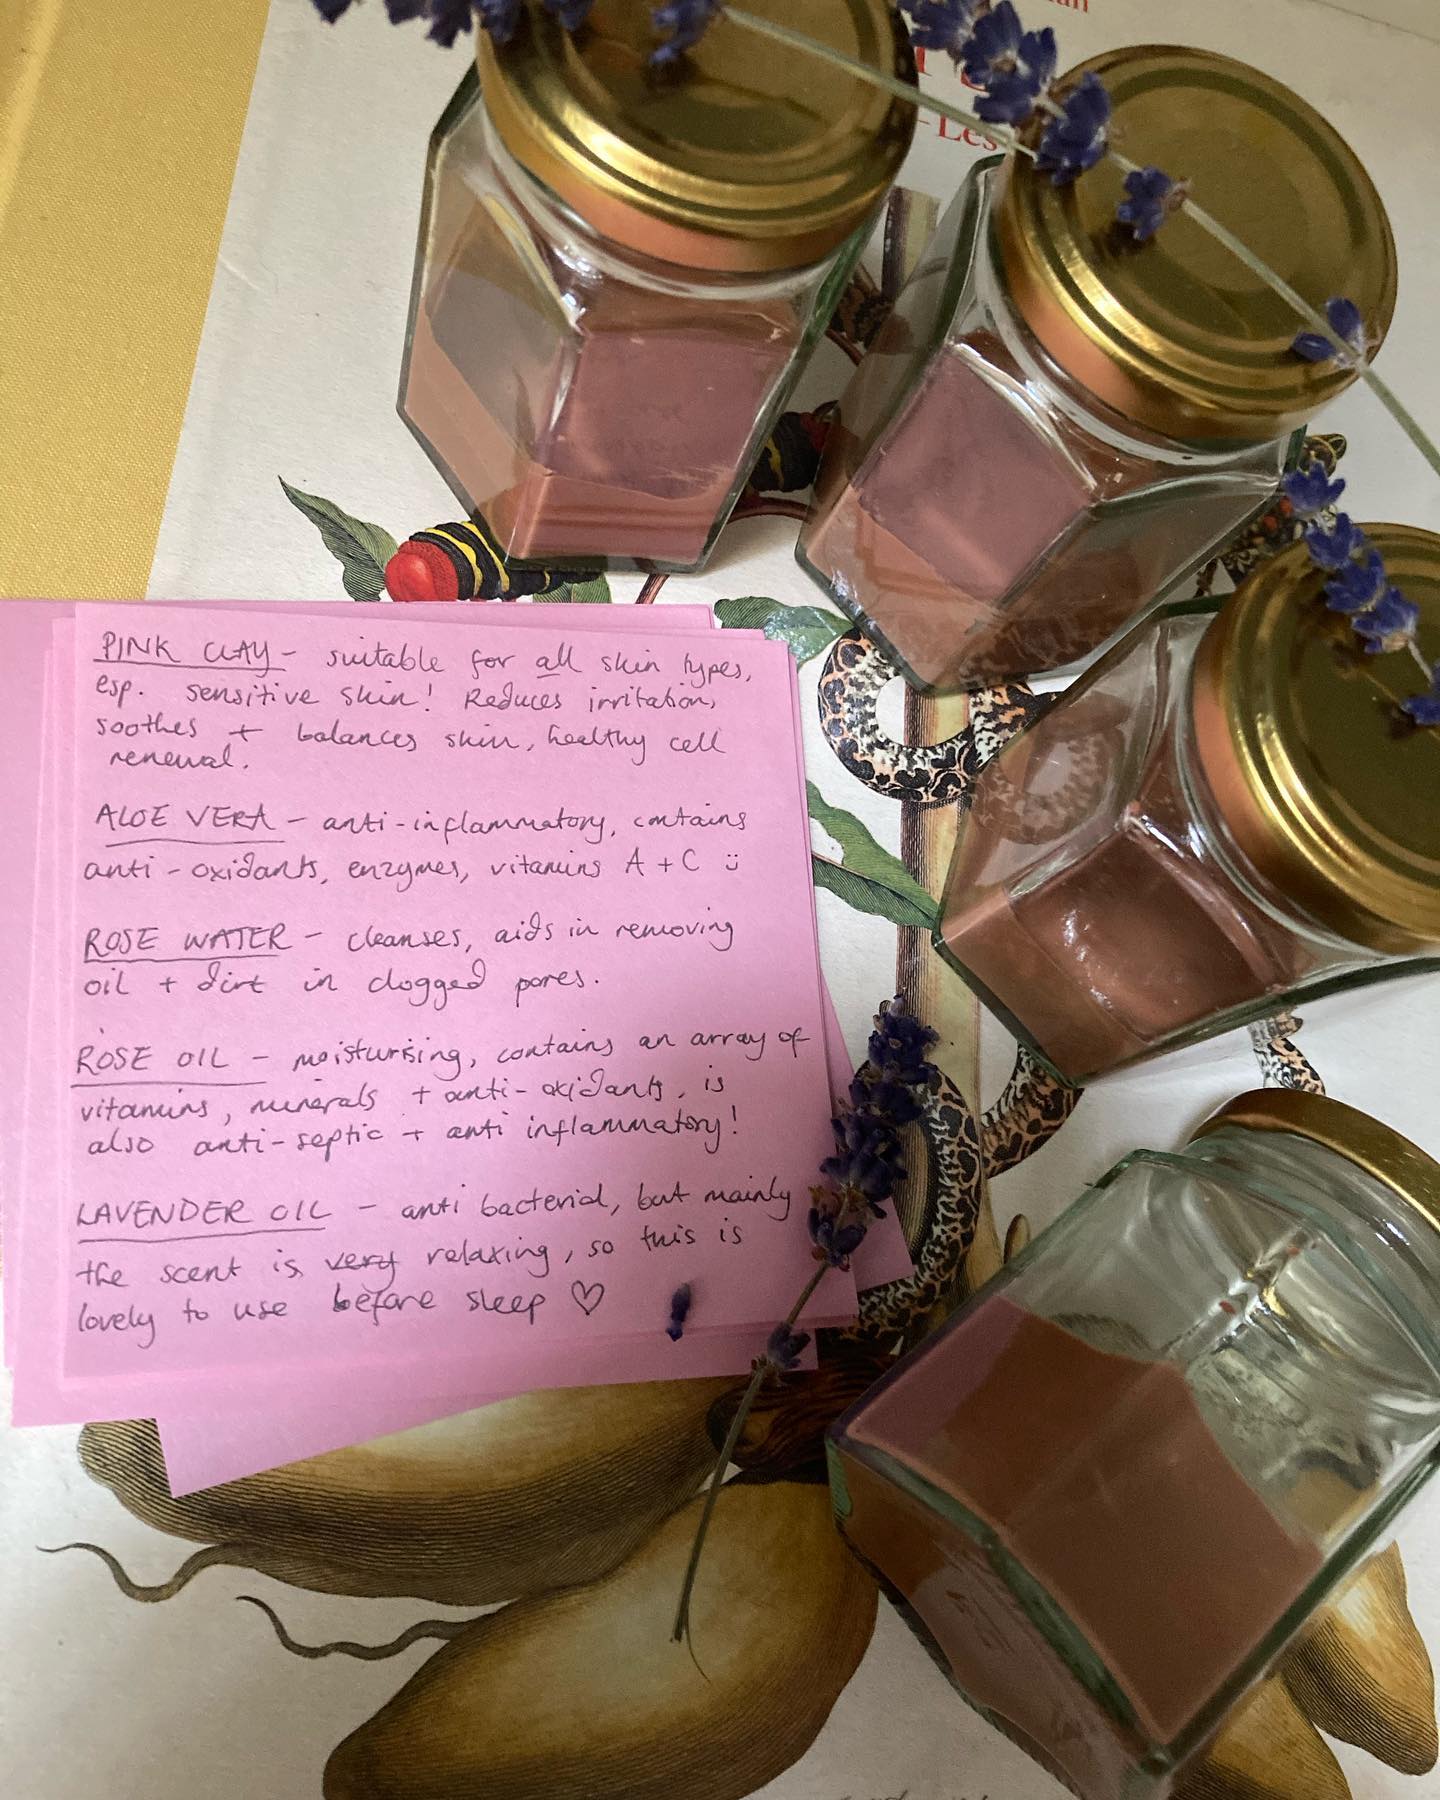 an
– Les
PINK CLAY – suitable for all skin types,
esp. sensitive skin! Reduces irritation,
soothes + balances skin, healthy cell
renewal.
ALOE VERA – anti-inflammatory, contains
anti-oxidants, enzymes, vitamins A + C ü
ROSE WATER – cleanses, aids in removing
oil + dirt in clogged pores.
ROSE OIL – moisturising, contains an array of
vitamins, minerals + anti-oxidants, is
also anti-septic + anti inflammatory!
LAVENDER OIL – anti bacterial, but mainly
the scent is very relaxing, so this is
lovely to use before sleep ♡